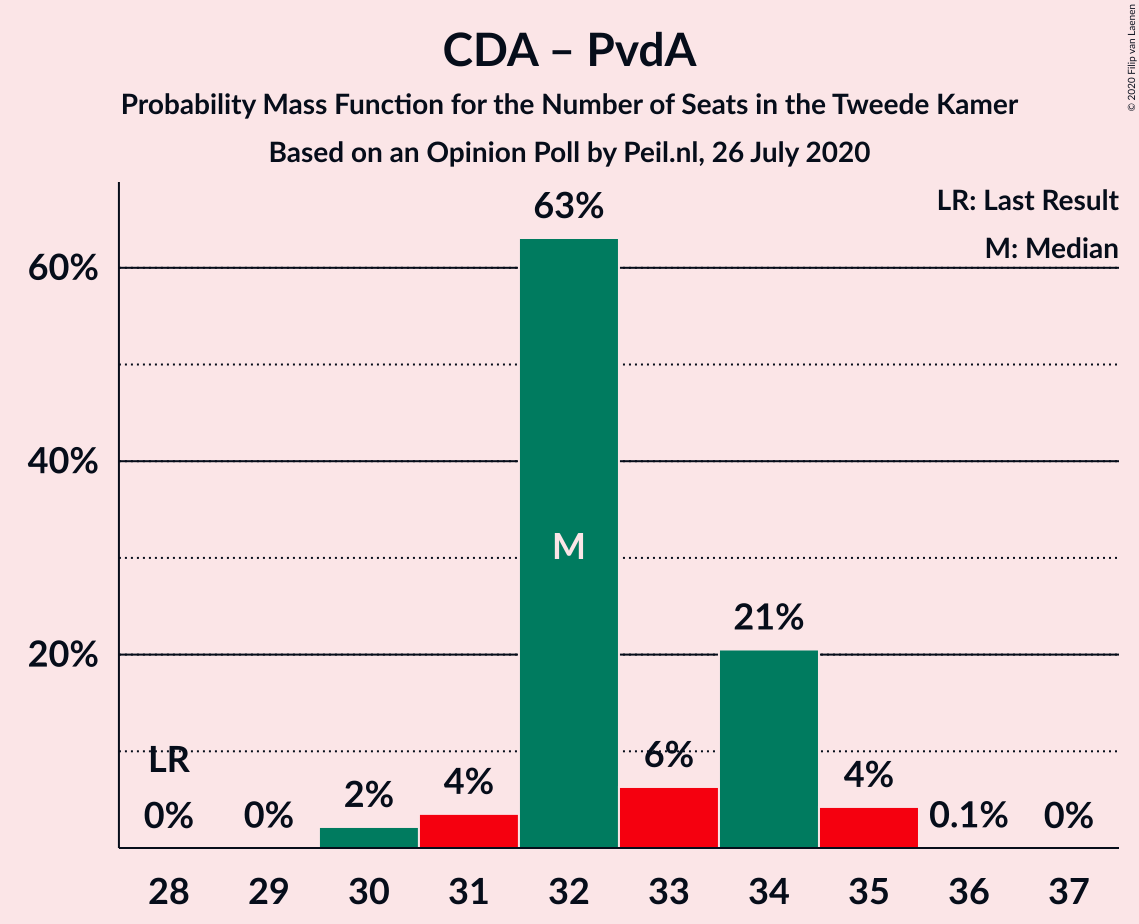 CDA – PvdA
Probability Mass Function for the Number of Seats in the Tweede Kamer
Based on an Opinion Poll by Peil.nl, 26 July 2020
© 2020 Filip van Laenen
LR: Last Result
M: Median
63%
60%
40%
M
21%
20%
LR
0%
0%
2%
4%
6%
4%
0.1%
0%
28 29 30 31 32 33 34 35 36 37